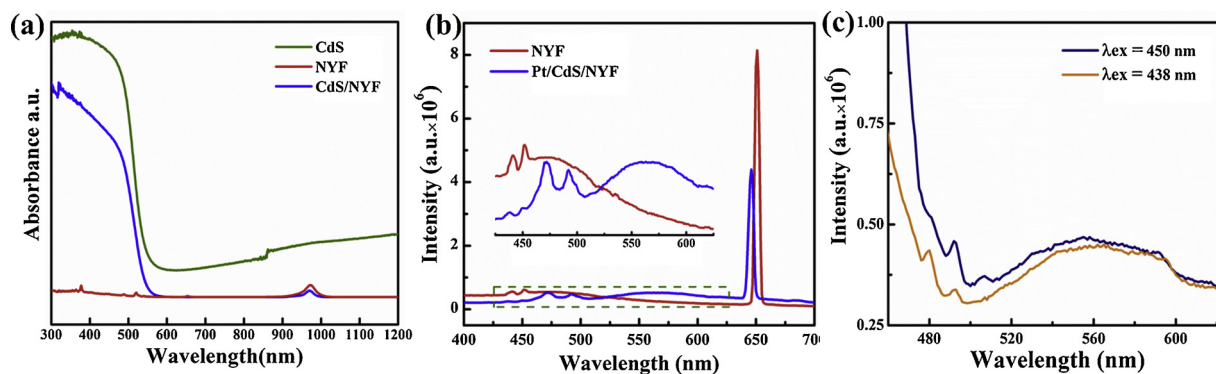 (a)
CdS
NYF
CdS/NYF
Absorbance a.u.
300 400 500 600 700 800 900 1000 1100 1200
Wavelength(nm)
(b)
NYF
Pt/CdS/NYF
8
6
4
2
0
Intensity (a.u.×10⁶)
425 450 475 500 550 600
400 450 500 550 600 650 700
Wavelength (nm)
(c)
λex = 450 nm
λex = 438 nm
1.00
0.75
0.50
0.25
Intensity (a.u.×10⁶)
480 520 560 600
Wavelength (nm)